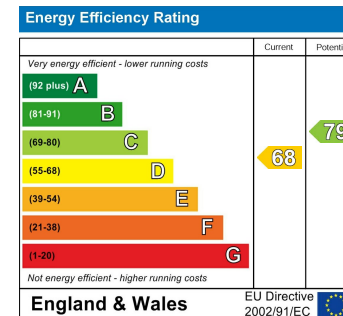 Energy Efficiency Rating
Current
Potenti
Very energy efficient - lower running costs
(92 plus) A
(81-91) B
(69-80) C
(55-68) D
(39-54) E
(21-38) F
(1-20) G
68
79
Not energy efficient - higher running costs
England & Wales
EU Directive
2002/91/EC